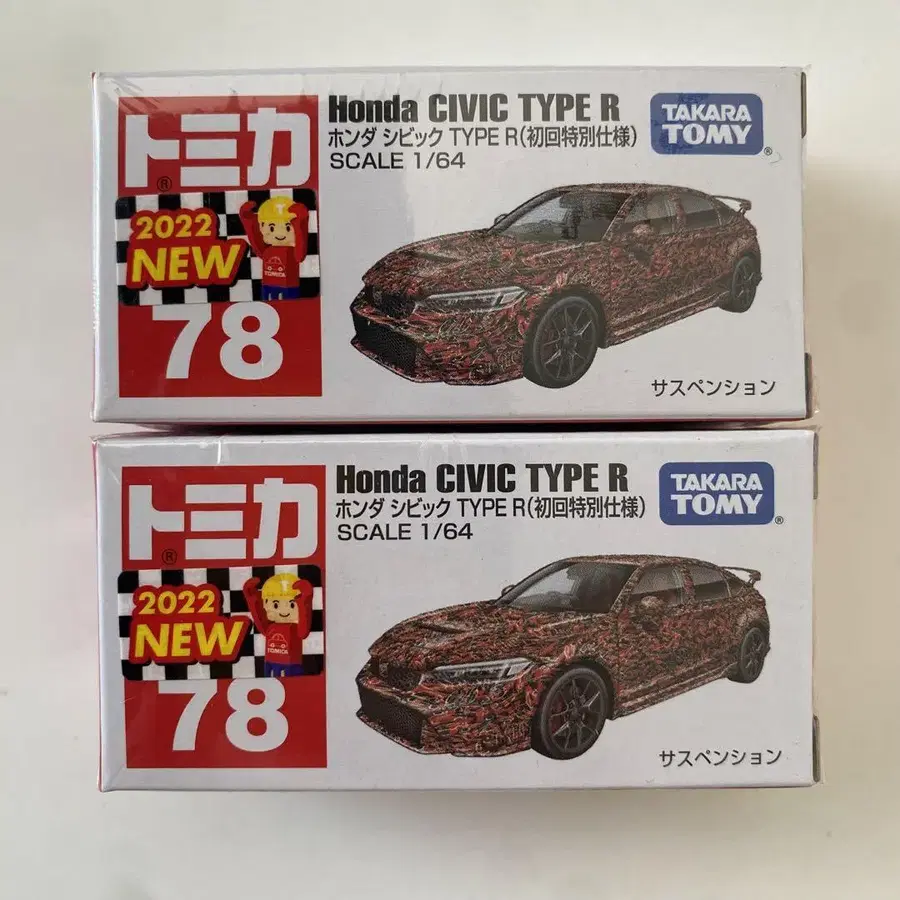 トミカ
®
2022
NEW
TOMICA
78
Honda CIVIC TYPE R
ホンダ シビック TYPE R(初回特別仕様)
SCALE 1/64
TAKARA
TOMY
®
サスペンション
トミカ
®
2022
NEW
TOMICA
78
Honda CIVIC TYPE R
ホンダ シビック TYPE R(初回特別仕様)
SCALE 1/64
TAKARA
TOMY
®
サスペンション